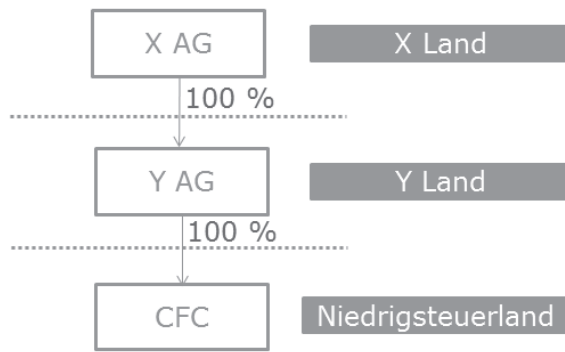 X AG
X Land
100 %
Y AG
Y Land
100 %
CFC
Niedrigsteuerland